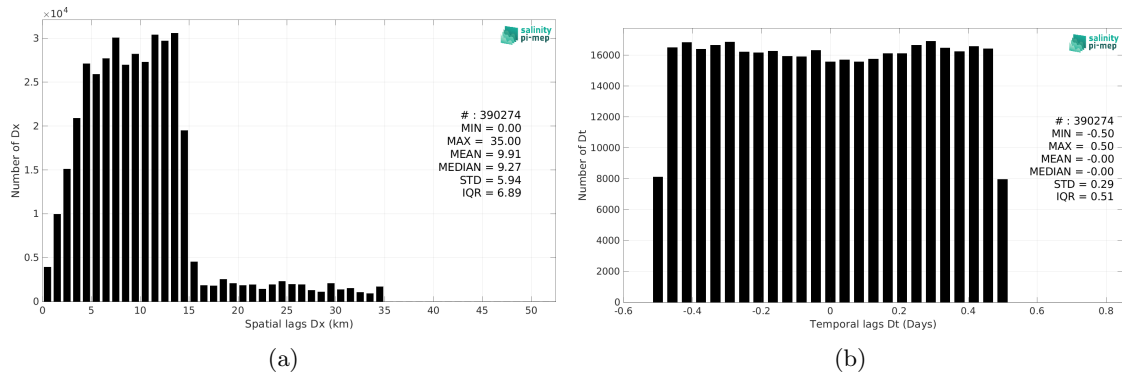 ×10⁴
3
2.5
2
1.5
1
0.5
0
Number of Dx
0 5 10 15 20 25 30 35 40 45 50
Spatial lags Dx (km)
salinity
pi-mep
# : 390274
MIN = 0.00
MAX = 35.00
MEAN = 9.91
MEDIAN = 9.27
STD = 5.94
IQR = 6.89
(a)
16000
14000
12000
10000
8000
6000
4000
2000
0
Number of Dt
-0.6 -0.4 -0.2 0 0.2 0.4 0.6 0.8
Temporal lags Dt (Days)
salinity
pi-mep
# : 390274
MIN = -0.50
MAX = 0.50
MEAN = -0.00
MEDIAN = -0.00
STD = 0.29
IQR = 0.51
(b)